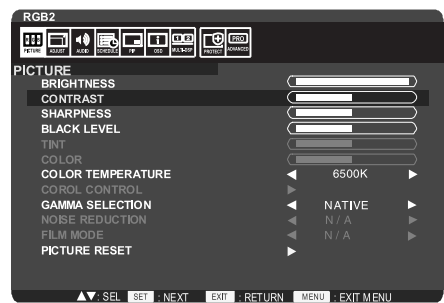 RGB2
PICTURE ADJUST AUDIO SCHEDULE PIP OSD MULTI-DSP PROTECT PRO ADVANCED
PICTURE
BRIGHTNESS
CONTRAST
SHARPNESS
BLACK LEVEL
TINT
COLOR
COLOR TEMPERATURE 6500K
COROL CONTROL
GAMMA SELECTION NATIVE
NOISE REDUCTION N / A
FILM MODE N / A
PICTURE RESET
▲▼: SEL SET : NEXT EXIT : RETURN MENU : EXIT MENU